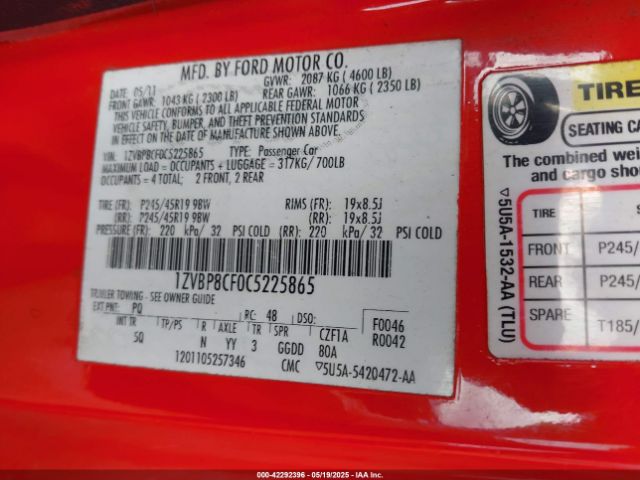 MFD. BY FORD MOTOR CO.
DATE: 05/11 GVWR: 2087 KG ( 4600 LB)
FRONT GAWR: 1043 KG ( 2300 LB) REAR GAWR: 1066 KG ( 2350 LB)
THIS VEHICLE CONFORMS TO ALL APPLICABLE FEDERAL MOTOR
VEHICLE SAFETY, BUMPER, AND THEFT PREVENTION STANDARDS
IN EFFECT ON THE DATE OF MANUFACTURE SHOWN ABOVE.
VIN: 1ZVBP8CF0C5225865 TYPE: Passenger Car
MAXIMUM LOAD = OCCUPANTS + LUGGAGE = 317KG/ 700LB
OCCUPANTS = 4 TOTAL: 2 FRONT, 2 REAR
TIRE (FR): P245/45R19 98W RIMS (FR): 19x8.5J
(RR): P245/45R19 98W (RR): 19x8.5J
PRESSURE (FR): 220 kPa/ 32 PSI COLD (RR): 220 kPa/ 32 PSI COLD
1ZVBP8CF0C5225865
TRAILER TOWING - SEE OWNER GUIDE
EXT PNT: PQ RC: 48 DSO: F0046
INT TR TP/PS R AXLE TR SPR CZF1A R0042
5Q N YY 3 GGDD 80A
1201105257346 CMC ▽5U5A-5420472-AA
▽5U5A-1532-AA (TLU)
TIRE
SEATING CA
The combined wei
and cargo shou
TIRE S
FRONT P245/
REAR P245/
SPARE T185/
00-42292396 - 05/19/2025 - IAA